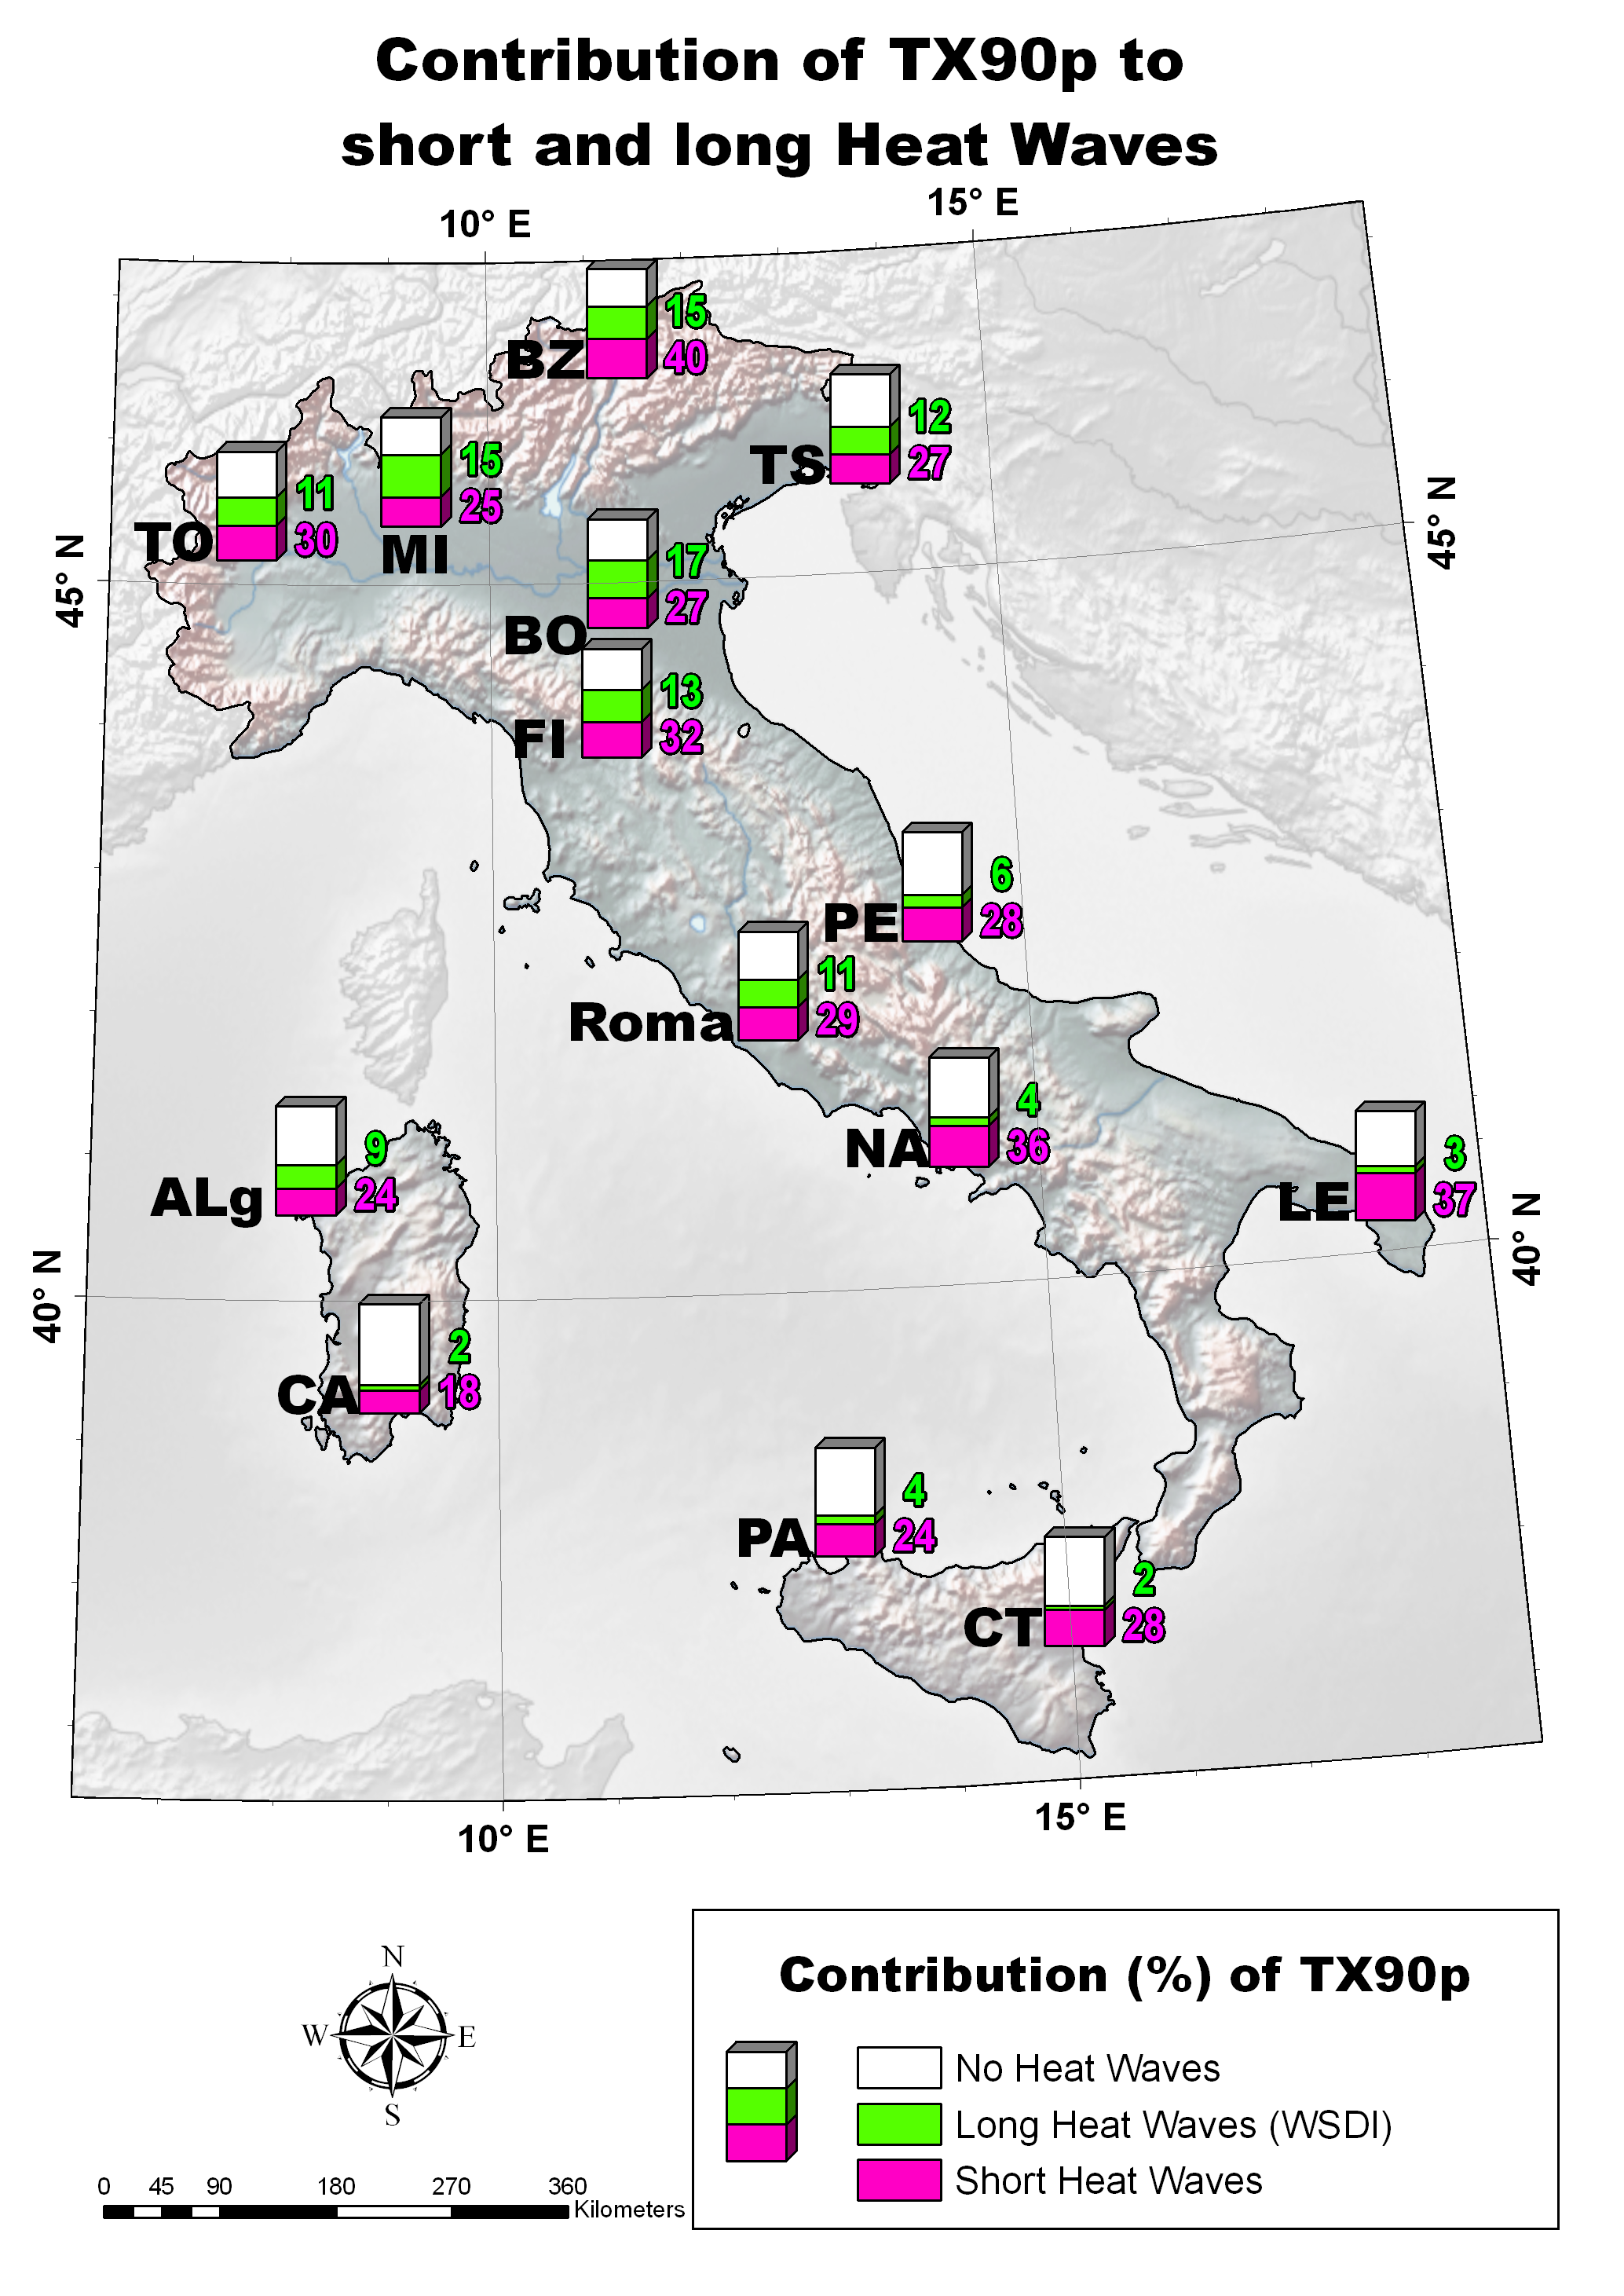 Contribution of TX90p to
short and long Heat Waves
10° E
15° E
BZ
15
40
TS
12
27
TO
11
30
MI
15
25
45° N
45° N
BO
17
27
FI
13
32
PE
6
28
Roma
11
29
NA
4
36
LE
3
37
ALg
9
24
40° N
40° N
CA
2
18
PA
4
24
CT
2
28
10° E
15° E
N
W
E
S
0 45 90 180 270 360
Kilometers
Contribution (%) of TX90p
No Heat Waves
Long Heat Waves (WSDI)
Short Heat Waves